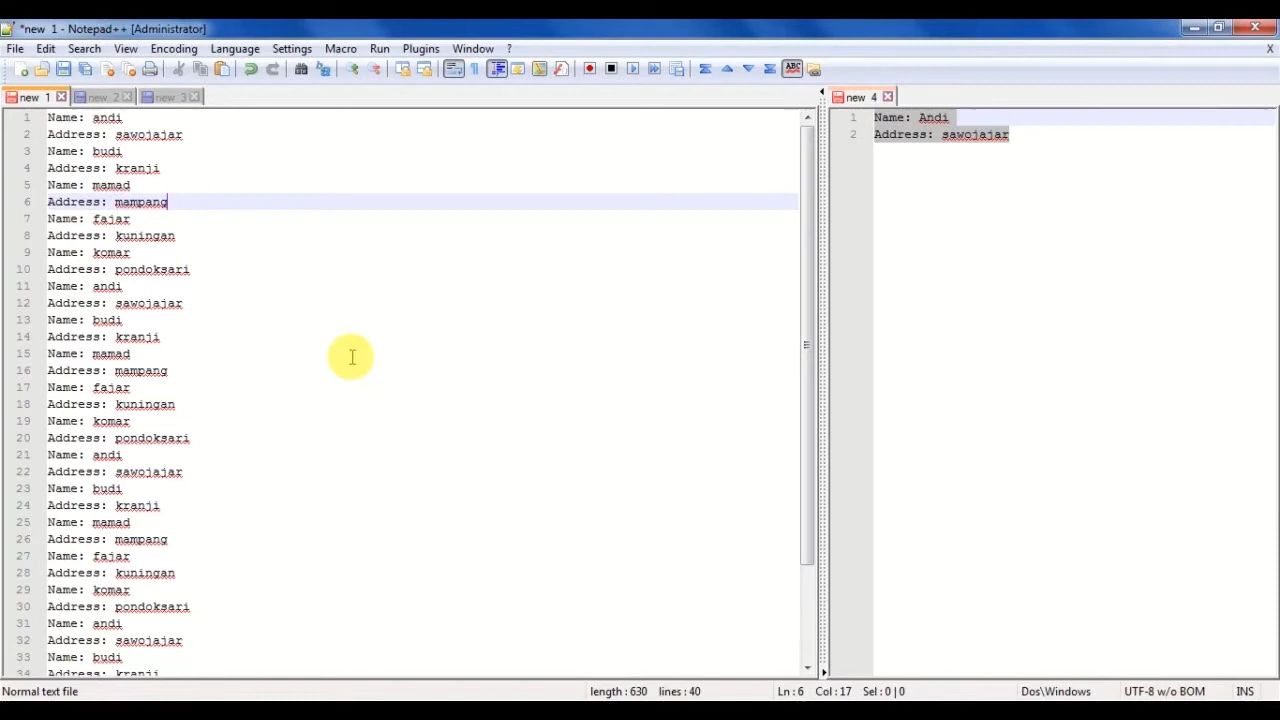 *new  1 - Notepad++ [Administrator]
File Edit Search View Encoding Language Settings Macro Run Plugins Window ? X
new  1 new  2 new  3
new  4
1 Name: andi
2 Address: sawojajar
3 Name: budi
4 Address: kranji
5 Name: mamad
6 Address: mampang
7 Name: fajar
8 Address: kuningan
9 Name: komar
10 Address: pondoksari
11 Name: andi
12 Address: sawojajar
13 Name: budi
14 Address: kranji
15 Name: mamad
16 Address: mampang
17 Name: fajar
18 Address: kuningan
19 Name: komar
20 Address: pondoksari
21 Name: andi
22 Address: sawojajar
23 Name: budi
24 Address: kranji
25 Name: mamad
26 Address: mampang
27 Name: fajar
28 Address: kuningan
29 Name: komar
30 Address: pondoksari
31 Name: andi
32 Address: sawojajar
33 Name: budi
34 Address: kranji
1 Name: Andi
2 Address: sawojajar
Normal text file length : 630 lines : 40 Ln : 6 Col : 17 Sel : 0 | 0 Dos\Windows UTF-8 w/o BOM INS